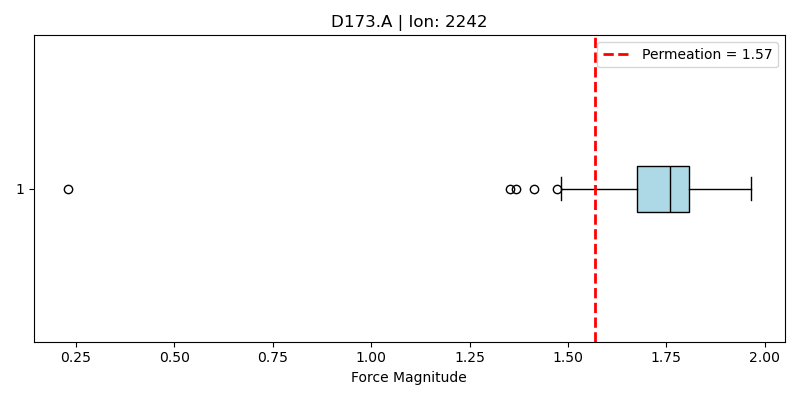 D173.A | Ion: 2242
Permeation = 1.57
1
0.25 0.50 0.75 1.00 1.25 1.50 1.75 2.00
Force Magnitude